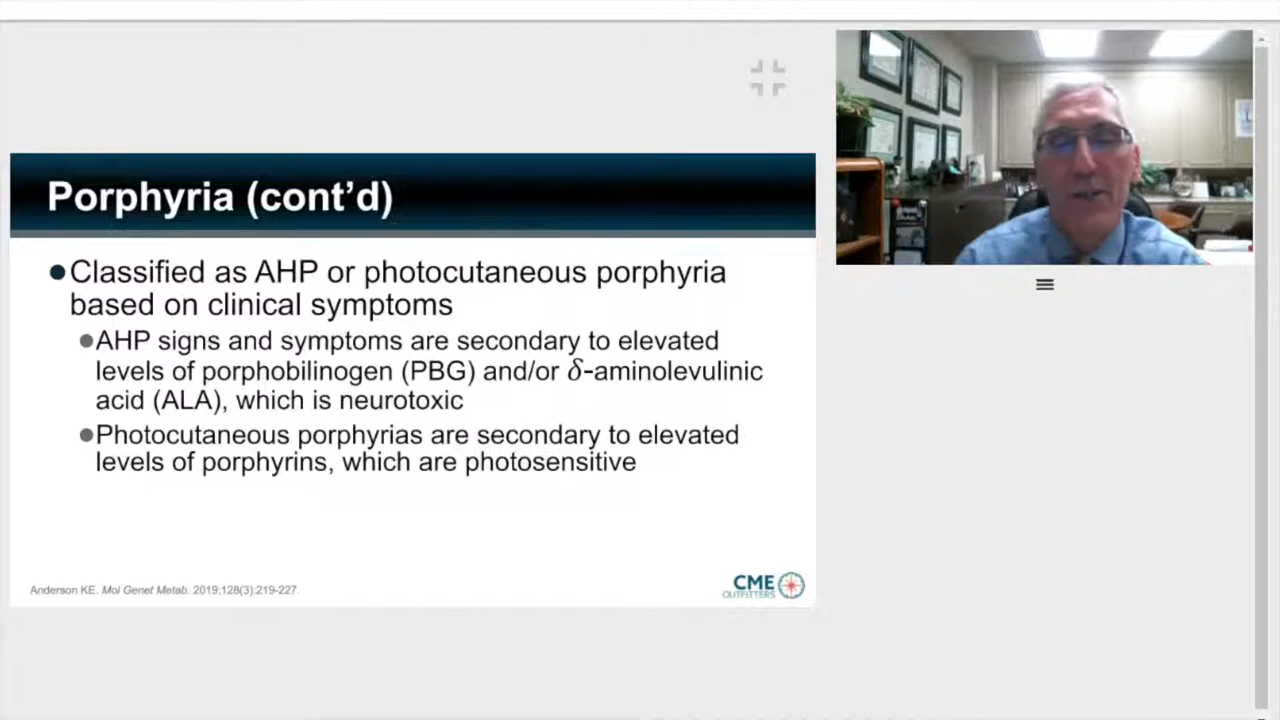 Porphyria (cont’d)
●Classified as AHP or photocutaneous porphyria
based on clinical symptoms
●AHP signs and symptoms are secondary to elevated
levels of porphobilinogen (PBG) and/or δ-aminolevulinic
acid (ALA), which is neurotoxic
●Photocutaneous porphyrias are secondary to elevated
levels of porphyrins, which are photosensitive
Anderson KE. Mol Genet Metab. 2019;128(3):219-227.
CME
OUTFITTERS